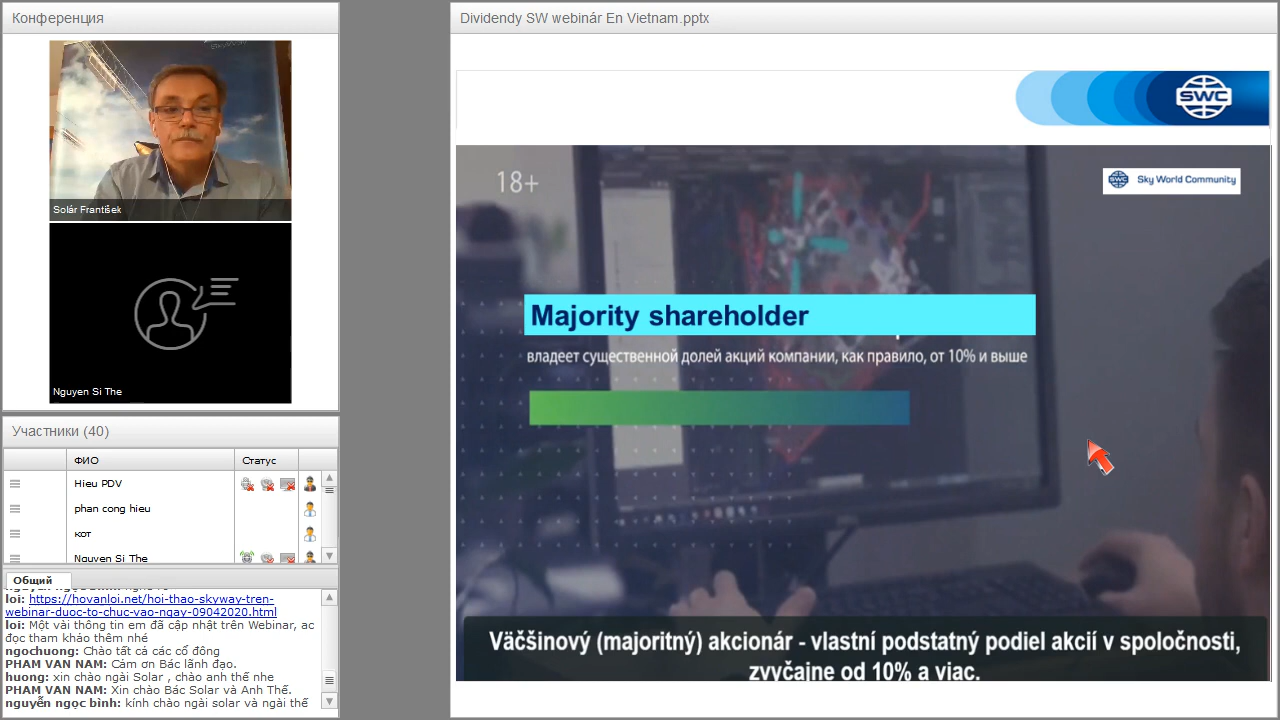 Конференция
Solár František
Nguyen Si The
Участники (40)
ФИО
Статус
Hieu PDV
phan cong hieu
кот
Nguyen Si The
Общий
loi: https://hovanloi.net/hoi-thao-skyway-tren-
webinar-duoc-to-chuc-vao-ngay-09042020.html
loi: Một vài thông tin em đã cập nhật trên Webinar, ac
đọc tham khảo thêm nhé
ngochuong: Chào tất cả các cổ đông
PHAM VAN NAM: Cảm ơn Bác lãnh đạo.
huong: xin chào ngài Solar , chào anh thế nhe
PHAM VAN NAM: Xin chào Bác Solar và Anh Thế.
nguyễn ngọc bình: kính chào ngài solar và ngài thế
Dividendy SW webinár En Vietnam.pptx
SWC
18+
SWC Sky World Community
Majority shareholder
владеет существенной долей акций компании, как правило, от 10% и выше
Väčšinový (majoritný) akcionár - vlastní podstatný podiel akcií v spoločnosti,
zvyčajne od 10% a viac.